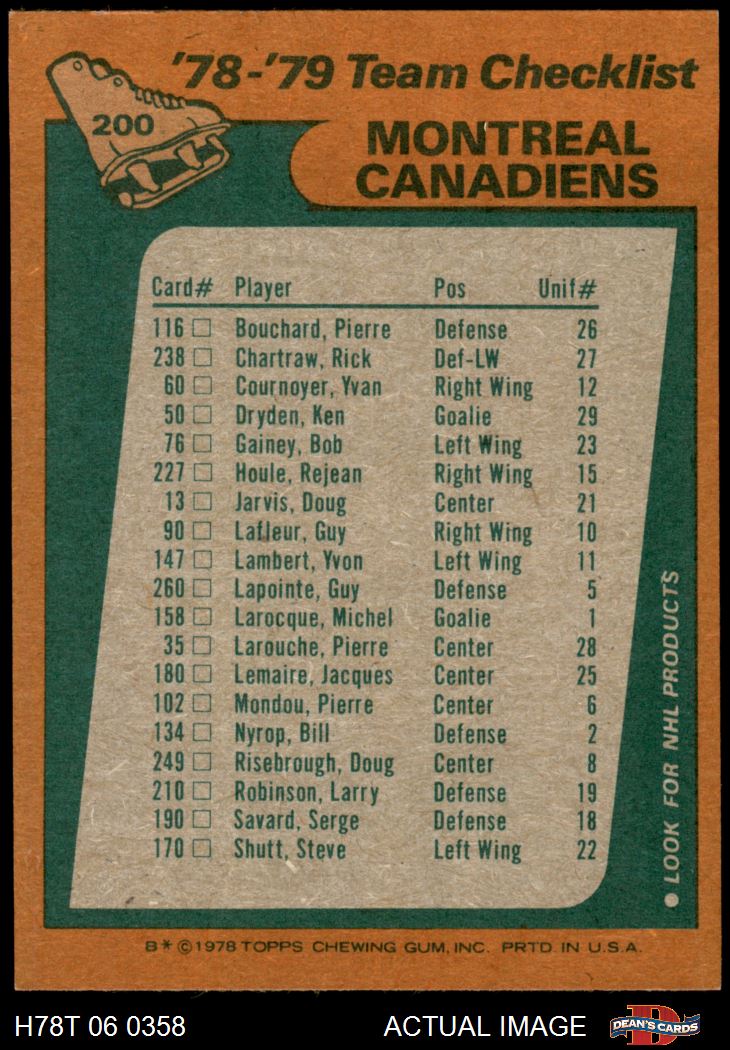 '78-'79 Team Checklist
200
MONTREAL
CANADIENS
Card# Player Pos Unif#
116 Bouchard, Pierre Defense 26
238 Chartraw, Rick Def-LW 27
60 Cournoyer, Yvan Right Wing 12
50 Dryden, Ken Goalie 29
76 Gainey, Bob Left Wing 23
227 Houle, Rejean Right Wing 15
13 Jarvis, Doug Center 21
90 Lafleur, Guy Right Wing 10
147 Lambert, Yvon Left Wing 11
260 Lapointe, Guy Defense 5
158 Larocque, Michel Goalie 1
35 Larouche, Pierre Center 28
180 Lemaire, Jacques Center 25
102 Mondou, Pierre Center 6
134 Nyrop, Bill Defense 2
249 Risebrough, Doug Center 8
210 Robinson, Larry Defense 19
190 Savard, Serge Defense 18
170 Shutt, Steve Left Wing 22
● LOOK FOR NHL PRODUCTS
B * © 1978 TOPPS CHEWING GUM, INC. PRTD. IN U.S.A.
H78T 06 0358 ACTUAL IMAGE
DEAN'S CARDS